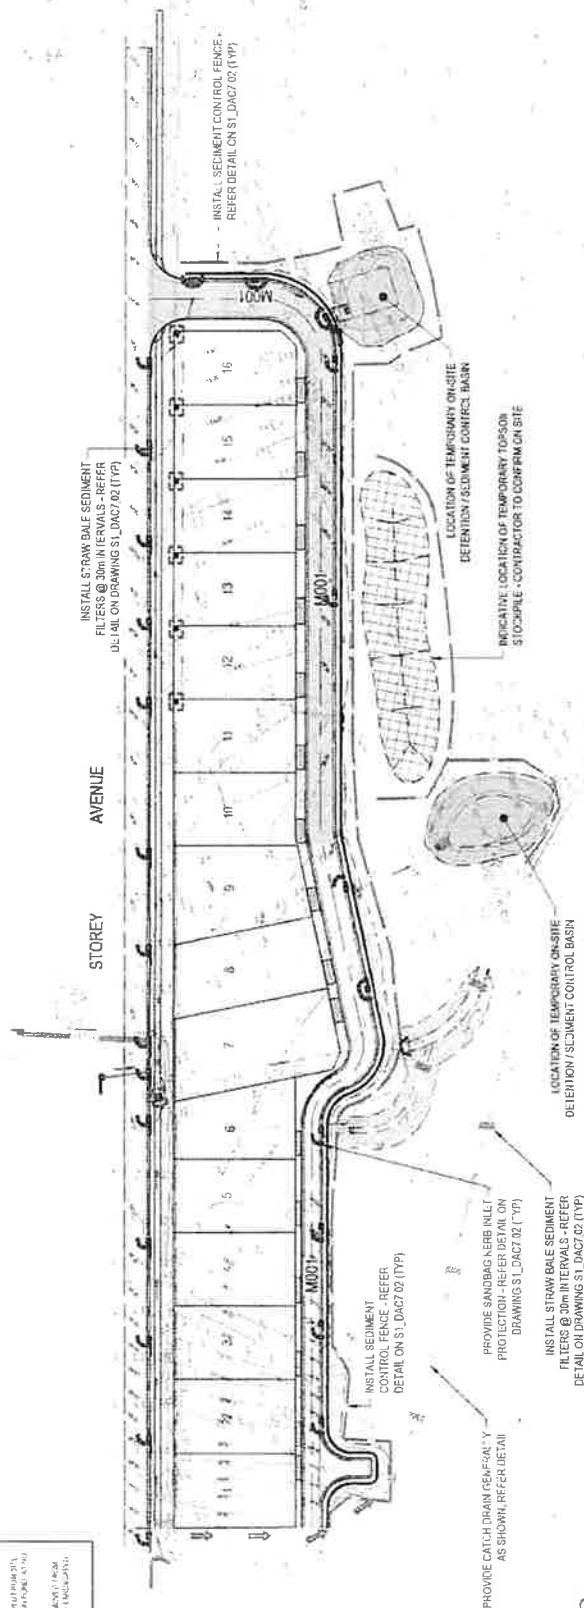 INSTALL SEDIMENT CONTROL FENCE -
REFER DETAIL ON S1_DAC7.02 (TYP)
M001
LOCATION OF TEMPORARY ON-SITE
DETENTION / SEDIMENT CONTROL BASIN
INSTALL STRAW BALE SEDIMENT
FILTERS @ 30m INTERVALS - REFER
DETAIL ON DRAWING S1_DAC7.02 (TYP)
16
15
14
13
12
11
10
9
8
7
6
5
3
M001
INDICATIVE LOCATION OF TEMPORARY TOPSOIL
STOCKPILE - CONTRACTOR TO CONFIRM ON SITE
STOREY AVENUE
LOCATION OF TEMPORARY ON-SITE
DETENTION / SEDIMENT CONTROL BASIN
M001
INSTALL SEDIMENT
CONTROL FENCE - REFER
DETAIL ON S1_DAC7.02 (TYP)
PROVIDE SANDBAG KERB INLET
PROTECTION - REFER DETAIL ON
DRAWING S1_DAC7.02 (TYP)
INSTALL STRAW BALE SEDIMENT
FILTERS @ 30m INTERVALS - REFER
DETAIL ON DRAWING S1_DAC7.02 (TYP)
PROVIDE CATCH DRAIN GENERALLY
AS SHOWN, REFER DETAIL